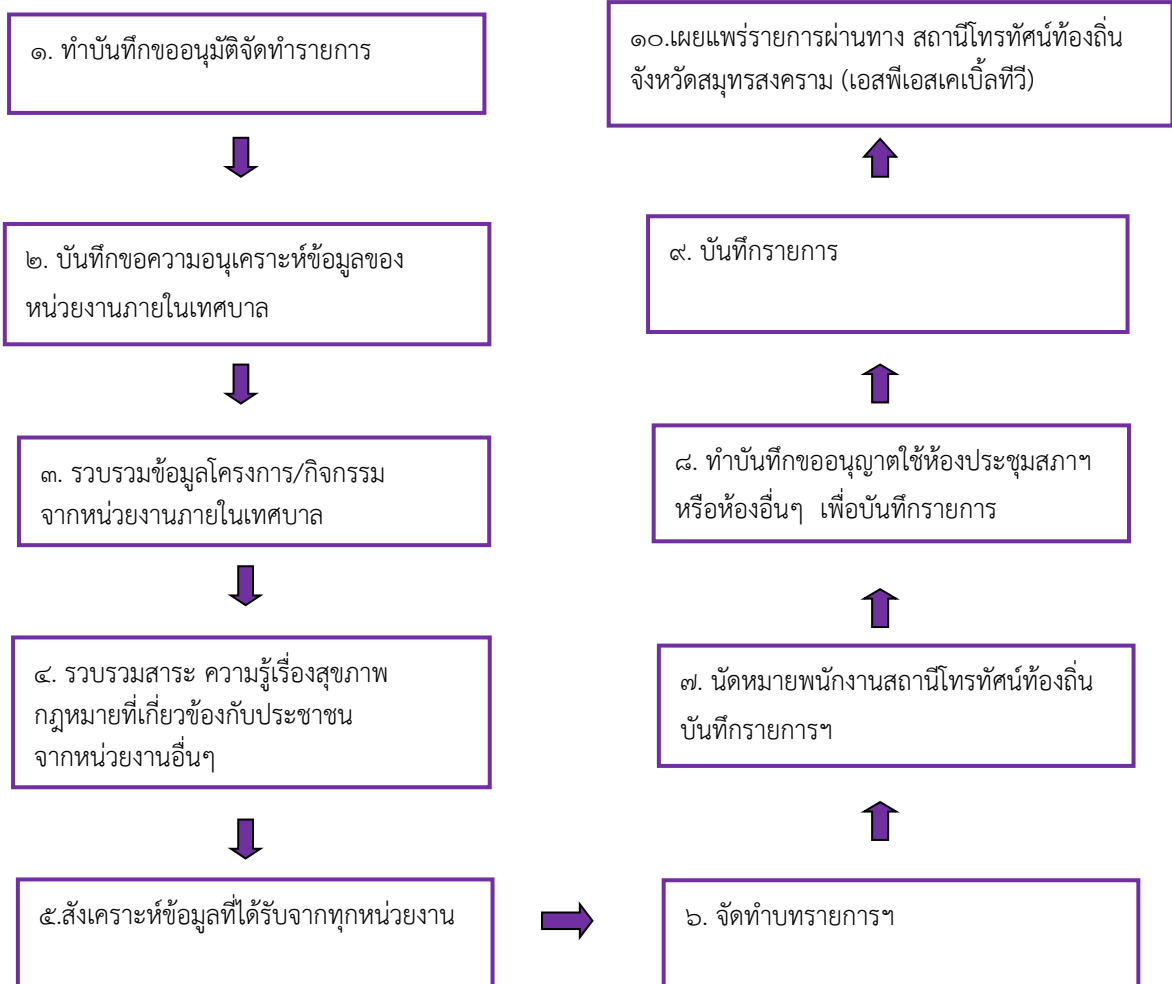 ๑. ทำบันทึกขออนุมัติจัดทำรายการ
๒. บันทึกขอความอนุเคราะห์ข้อมูลของ
หน่วยงานภายในเทศบาล
๓. รวบรวมข้อมูลโครงการ/กิจกรรม
จากหน่วยงานภายในเทศบาล
๔. รวบรวมสาระ ความรู้เรื่องสุขภาพ
กฎหมายที่เกี่ยวข้องกับประชาชน
จากหน่วยงานอื่นๆ
๕.สังเคราะห์ข้อมูลที่ได้รับจากทุกหน่วยงาน
๖. จัดทำบทรายการฯ
๗. นัดหมายพนักงานสถานีโทรทัศน์ท้องถิ่น
บันทึกรายการฯ
๘. ทำบันทึกขออนุญาตใช้ห้องประชุมสภาฯ
หรือห้องอื่นๆ เพื่อบันทึกรายการ
๙. บันทึกรายการ
๑๐.เผยแพร่รายการผ่านทาง สถานีโทรทัศน์ท้องถิ่น
จังหวัดสมุทรสงคราม (เอสพีเอสเคเบิ้ลทีวี)